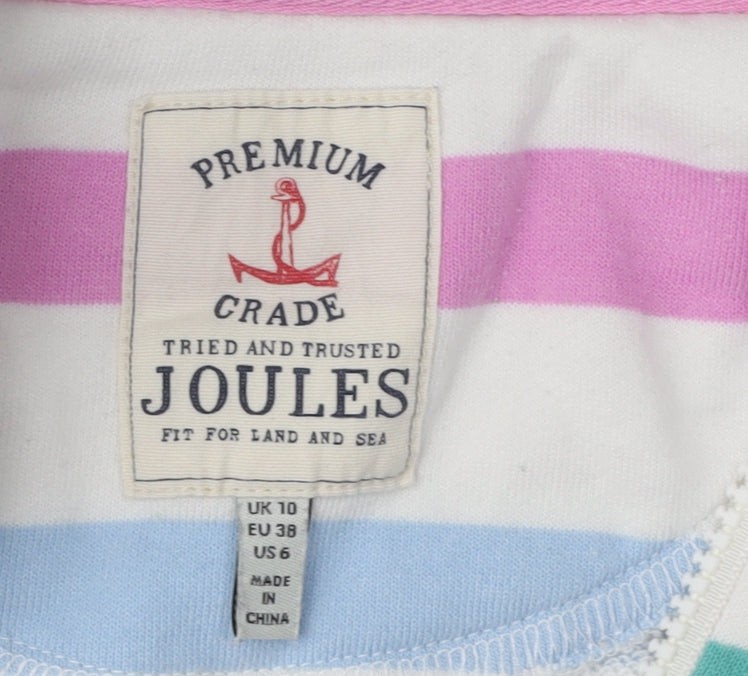 PREMIUM
GRADE
TRIED AND TRUSTED
JOULES
FIT FOR LAND AND SEA
UK 10
EU 38
US 6
MADE
IN
CHINA